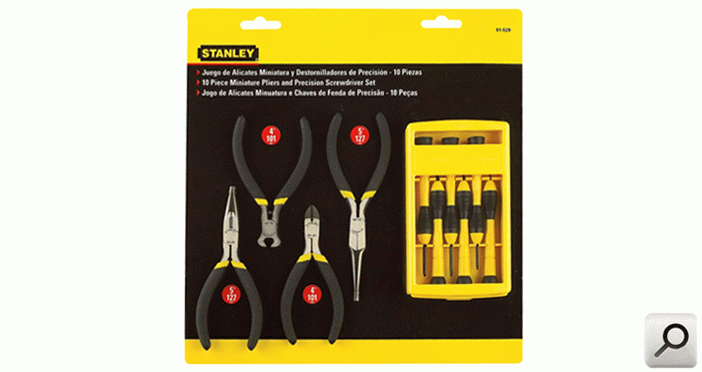 91-529
STANLEY
Juego de Alicates Miniatura y Destornilladores de Precisión - 10 Piezas
10 Piece Miniature Pliers and Precision Screwdriver Set
Jogo de Alicates Minuatura e Chaves de Fenda de Precisão - 10 Peças
4"
101
5"
127
5"
127
4"
101